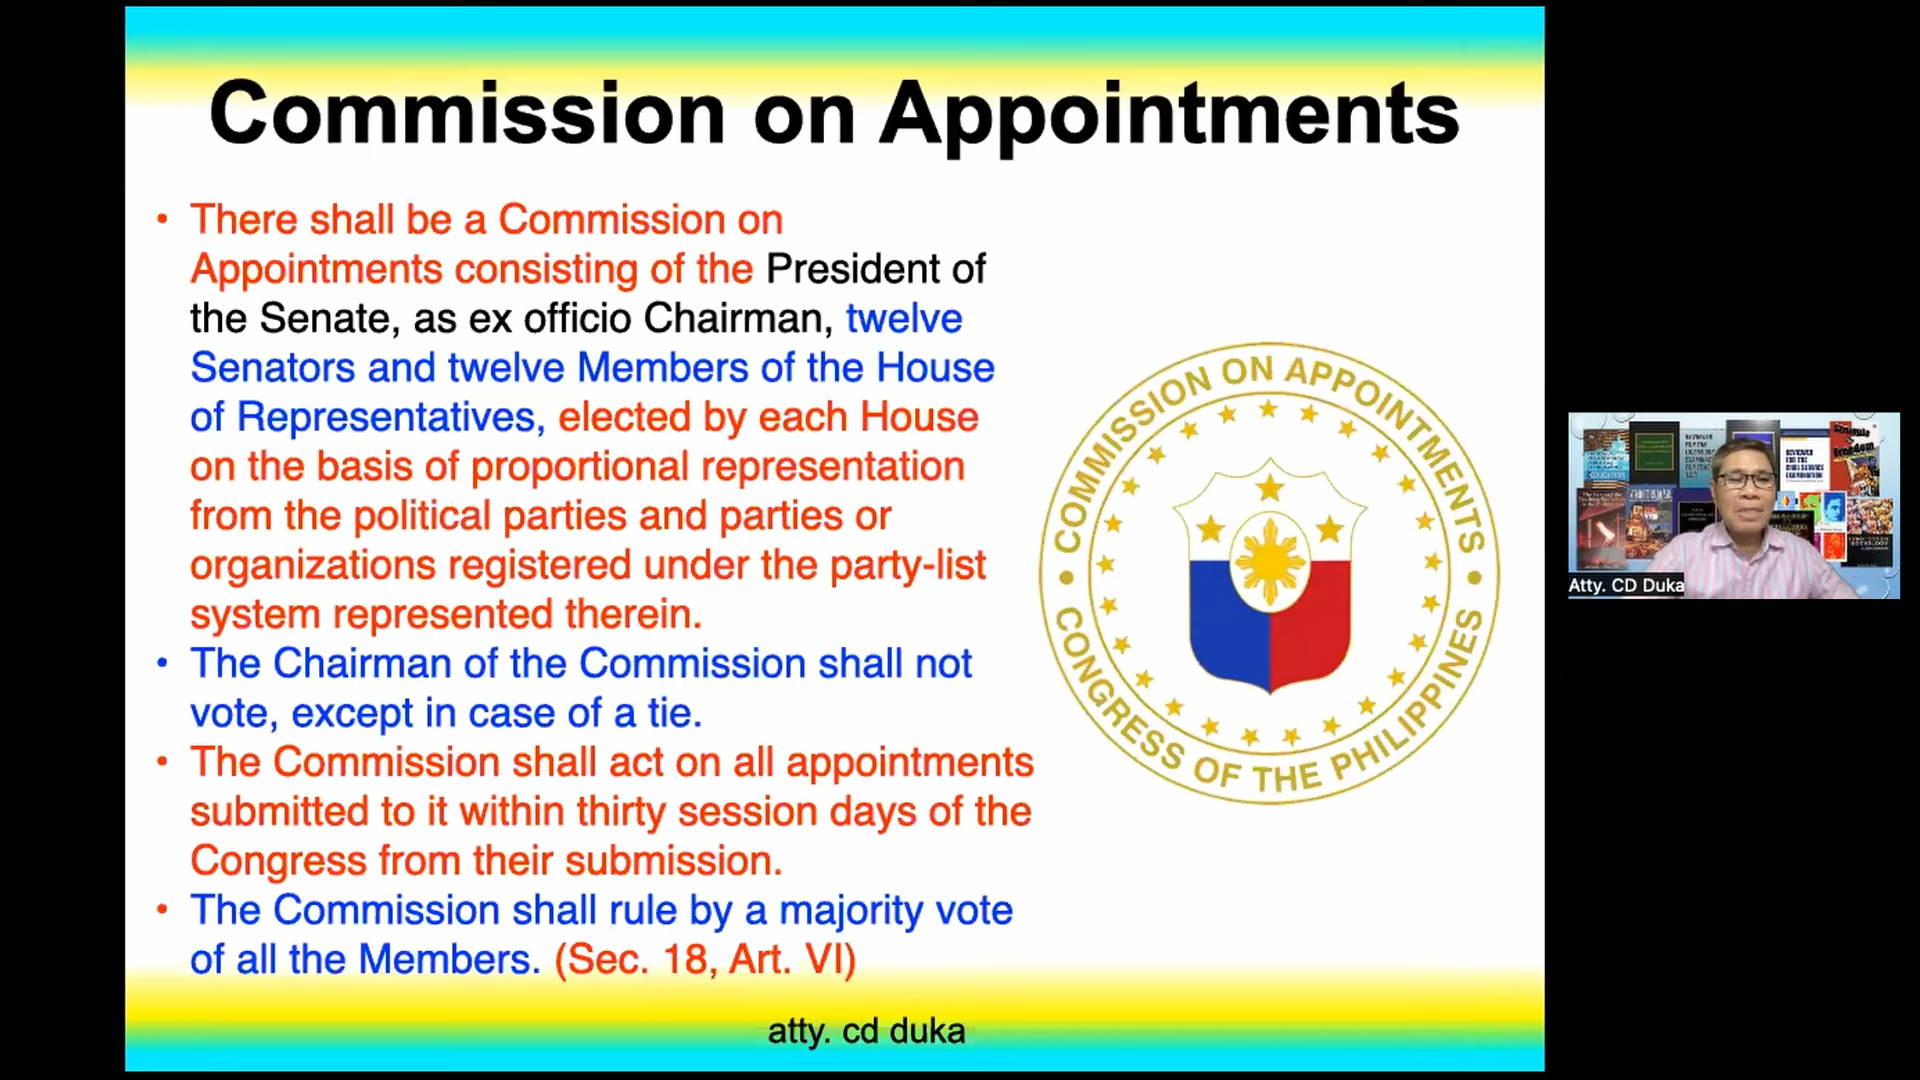 Commission on Appointments
• There shall be a Commission on
Appointments consisting of the President of
the Senate, as ex officio Chairman, twelve
Senators and twelve Members of the House
of Representatives, elected by each House
on the basis of proportional representation
from the political parties and parties or
organizations registered under the party-list
system represented therein.
• The Chairman of the Commission shall not
vote, except in case of a tie.
• The Commission shall act on all appointments
submitted to it within thirty session days of the
Congress from their submission.
• The Commission shall rule by a majority vote
of all the Members. (Sec. 18, Art. VI)
COMMISSION ON APPOINTMENTS
CONGRESS OF THE PHILIPPINES
atty. cd duka
Atty. CD Duka